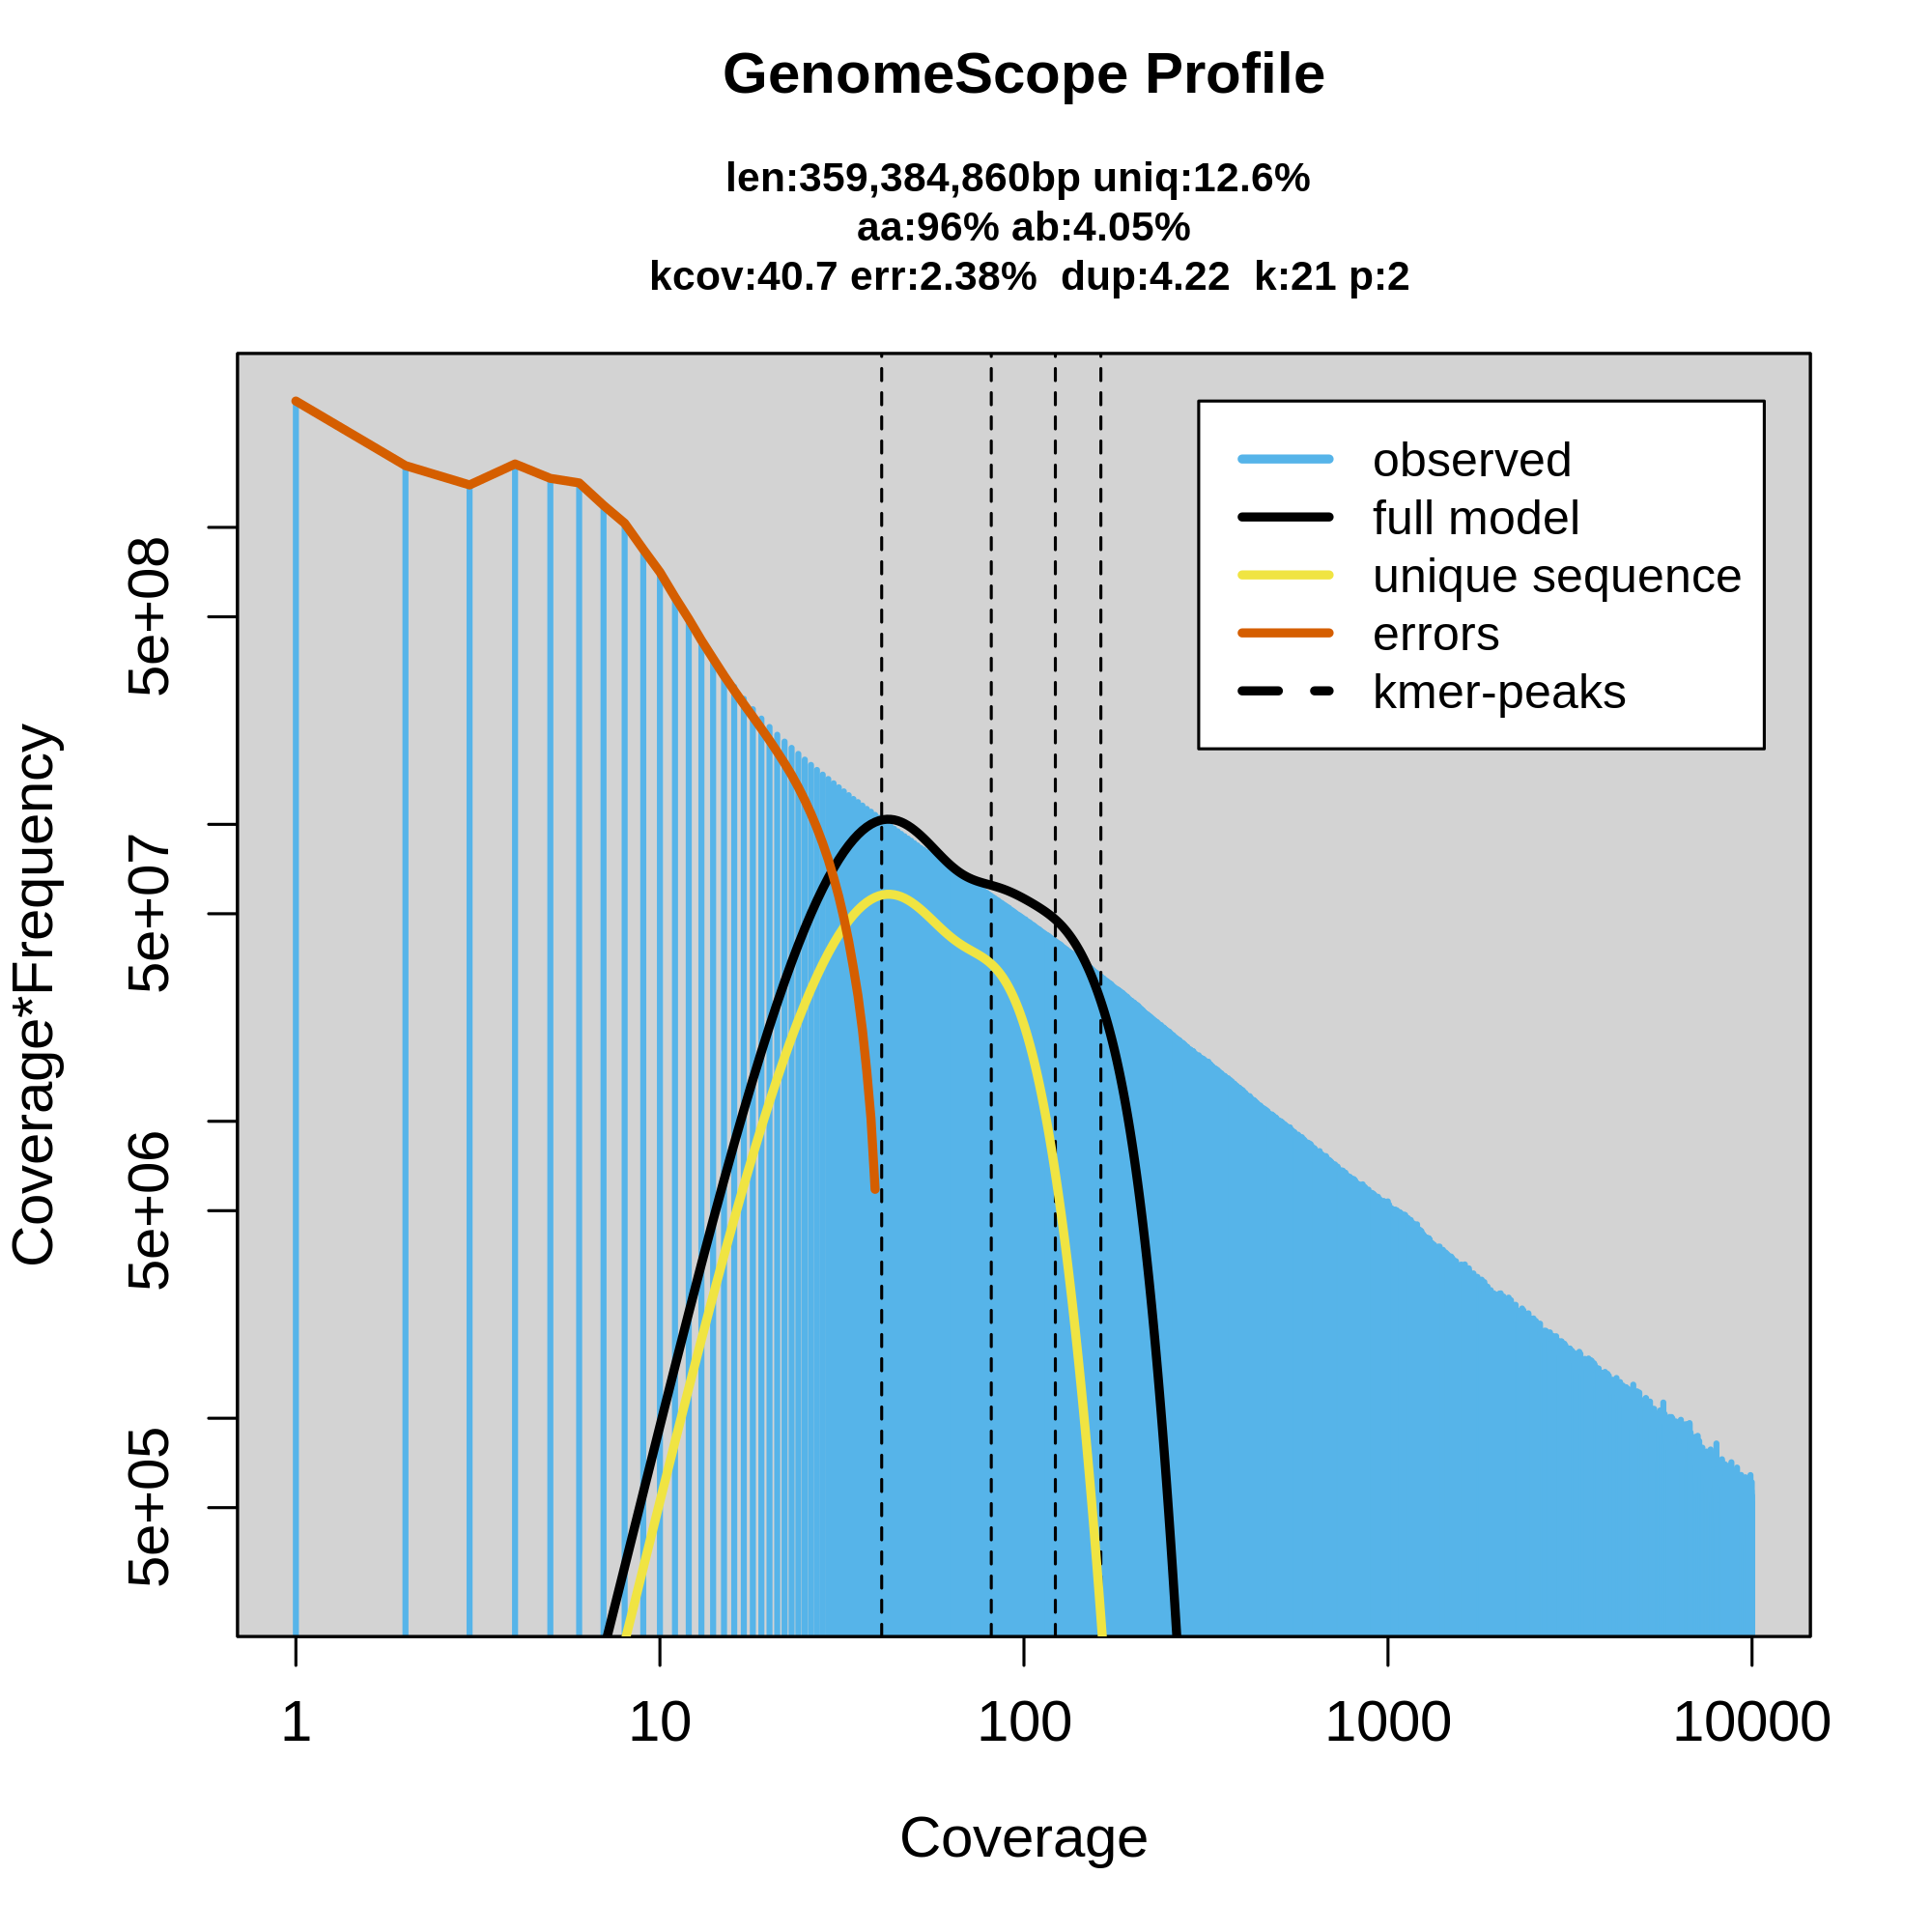 GenomeScope Profile
len:359,384,860bp uniq:12.6%
aa:96% ab:4.05%
kcov:40.7 err:2.38%  dup:4.22  k:21 p:2
observed
full model
unique sequence
errors
kmer-peaks
Coverage*Frequency
5e+08
5e+07
5e+06
5e+05
1 10 100 1000 10000
Coverage